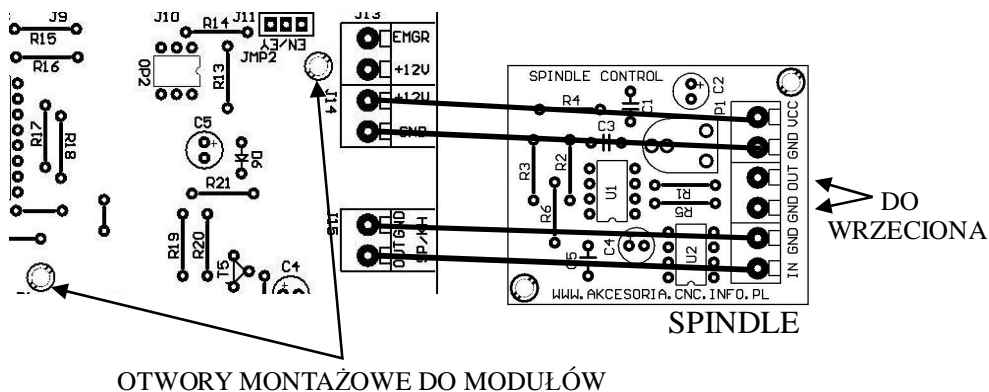 J9
R15
R16
R17
R18
J10
R14
OP2
R13
J11
EN/EY
JMP2
C5
D6
R21
R19
R20
T5
C4
J13
EMGR
+12V
J14
+12V
GND
J15
GND
OUT
SP/KH
SPINDLE CONTROL
C2
R4
C1
P1
C3
R3
R2
U1
R1
R5
R6
C5
C4
U2
VCC
GND
OUT
GND
GND
IN
WWW.AKCESORIA.CNC.INFO.PL
DO
WRZECIONA
SPINDLE
OTWORY MONTAŻOWE DO MODUŁÓW